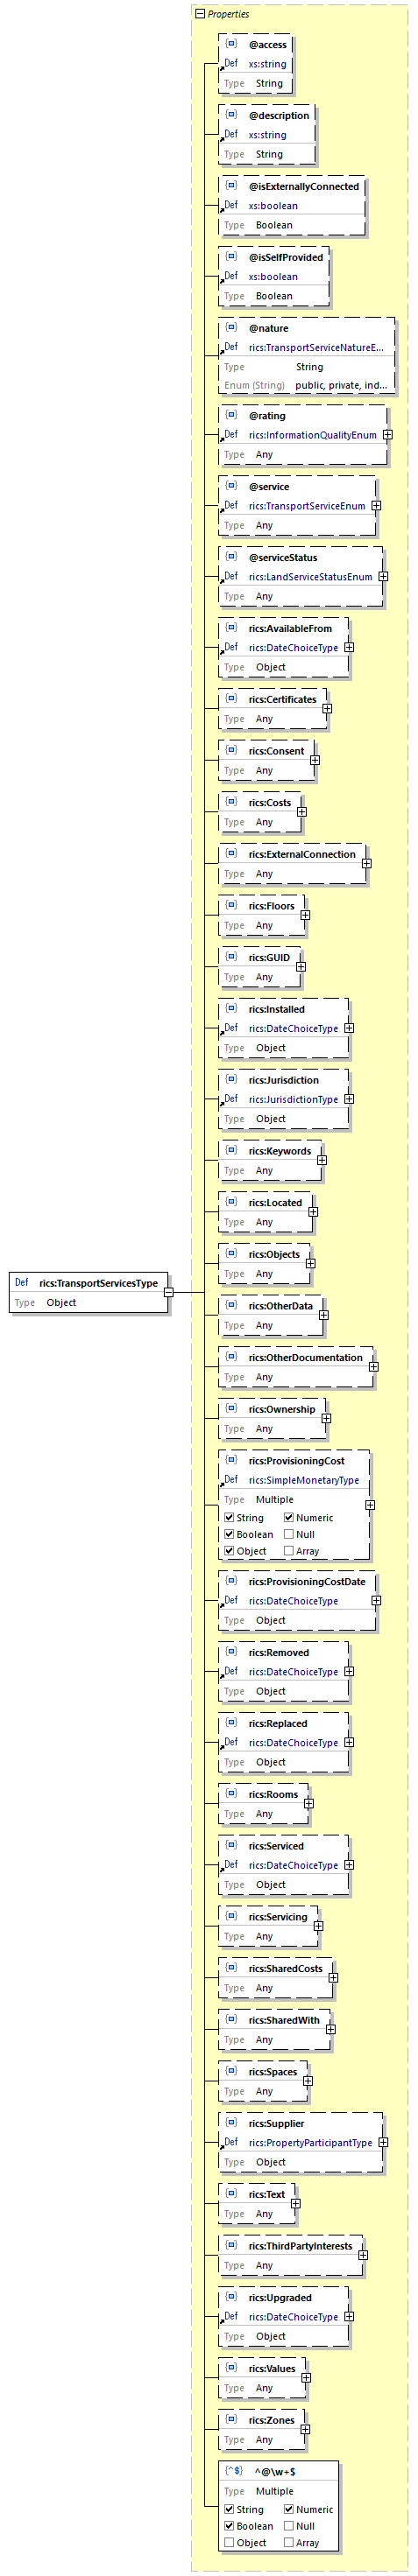 Properties
@access
Def xs:string
Type String
@description
Def xs:string
Type String
@isExternallyConnected
Def xs:boolean
Type Boolean
@isSelfProvided
Def xs:boolean
Type Boolean
@nature
Def rics:TransportServiceNatureE...
Type String
Enum (String) public, private, ind...
@rating
Def rics:InformationQualityEnum
Type Any
@service
Def rics:TransportServiceEnum
Type Any
@serviceStatus
Def rics:LandServiceStatusEnum
Type Any
rics:AvailableFrom
Def rics:DateChoiceType
Type Object
rics:Certificates
Type Any
rics:Consent
Type Any
rics:Costs
Type Any
rics:ExternalConnection
Type Any
rics:Floors
Type Any
rics:GUID
Type Any
rics:Installed
Def rics:DateChoiceType
Type Object
rics:Jurisdiction
Def rics:JurisdictionType
Type Object
rics:Keywords
Type Any
rics:Located
Type Any
rics:Objects
Type Any
Def rics:TransportServicesType
Type Object
rics:OtherData
Type Any
rics:OtherDocumentation
Type Any
rics:Ownership
Type Any
rics:ProvisioningCost
Def rics:SimpleMonetaryType
Type Multiple
String Numeric
Boolean Null
Object Array
rics:ProvisioningCostDate
Def rics:DateChoiceType
Type Object
rics:Removed
Def rics:DateChoiceType
Type Object
rics:Replaced
Def rics:DateChoiceType
Type Object
rics:Rooms
Type Any
rics:Serviced
Def rics:DateChoiceType
Type Object
rics:Servicing
Type Any
rics:SharedCosts
Type Any
rics:SharedWith
Type Any
rics:Spaces
Type Any
rics:Supplier
Def rics:PropertyParticipantType
Type Object
rics:Text
Type Any
rics:ThirdPartyInterests
Type Any
rics:Upgraded
Def rics:DateChoiceType
Type Object
rics:Values
Type Any
rics:Zones
Type Any
^@\w+$
Type Multiple
String Numeric
Boolean Null
Object Array